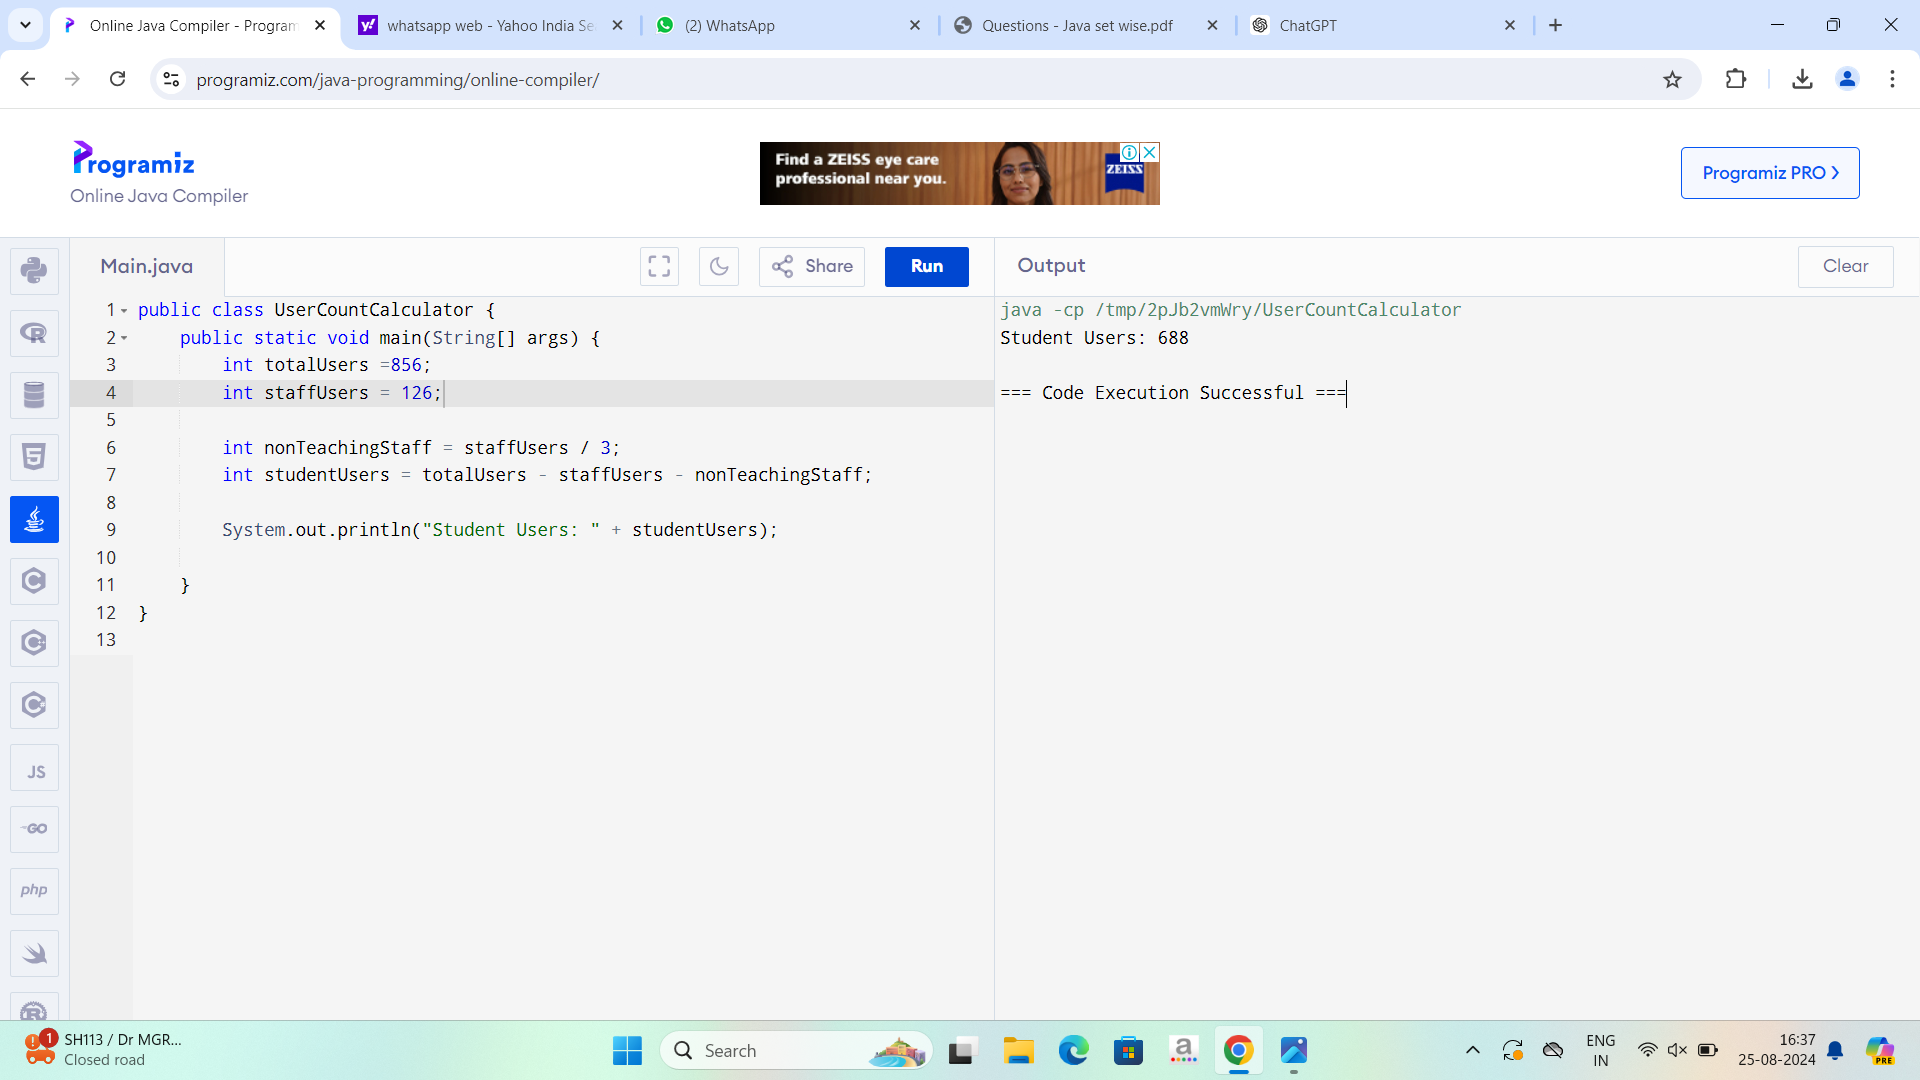 Online Java Compiler - Program
whatsapp web - Yahoo India Se
(2) WhatsApp
Questions - Java set wise.pdf
ChatGPT
programiz.com/java-programming/online-compiler/
Programiz
Online Java Compiler
Find a ZEISS eye care
professional near you.
ZEISS
Programiz PRO
Main.java
Share
Run
Output
Clear
1 public class UserCountCalculator {
2 public static void main(String[] args) {
3 int totalUsers =856;
4 int staffUsers = 126;
5
6 int nonTeachingStaff = staffUsers / 3;
7 int studentUsers = totalUsers - staffUsers - nonTeachingStaff;
8
9 System.out.println("Student Users: " + studentUsers);
10
11 }
12 }
13
java -cp /tmp/2pJb2vmWry/UserCountCalculator
Student Users: 688
=== Code Execution Successful ===
JS
GO
php
1
SH113 / Dr MGR...
Closed road
Search
a
ENG
IN
16:37
25-08-2024
PRE